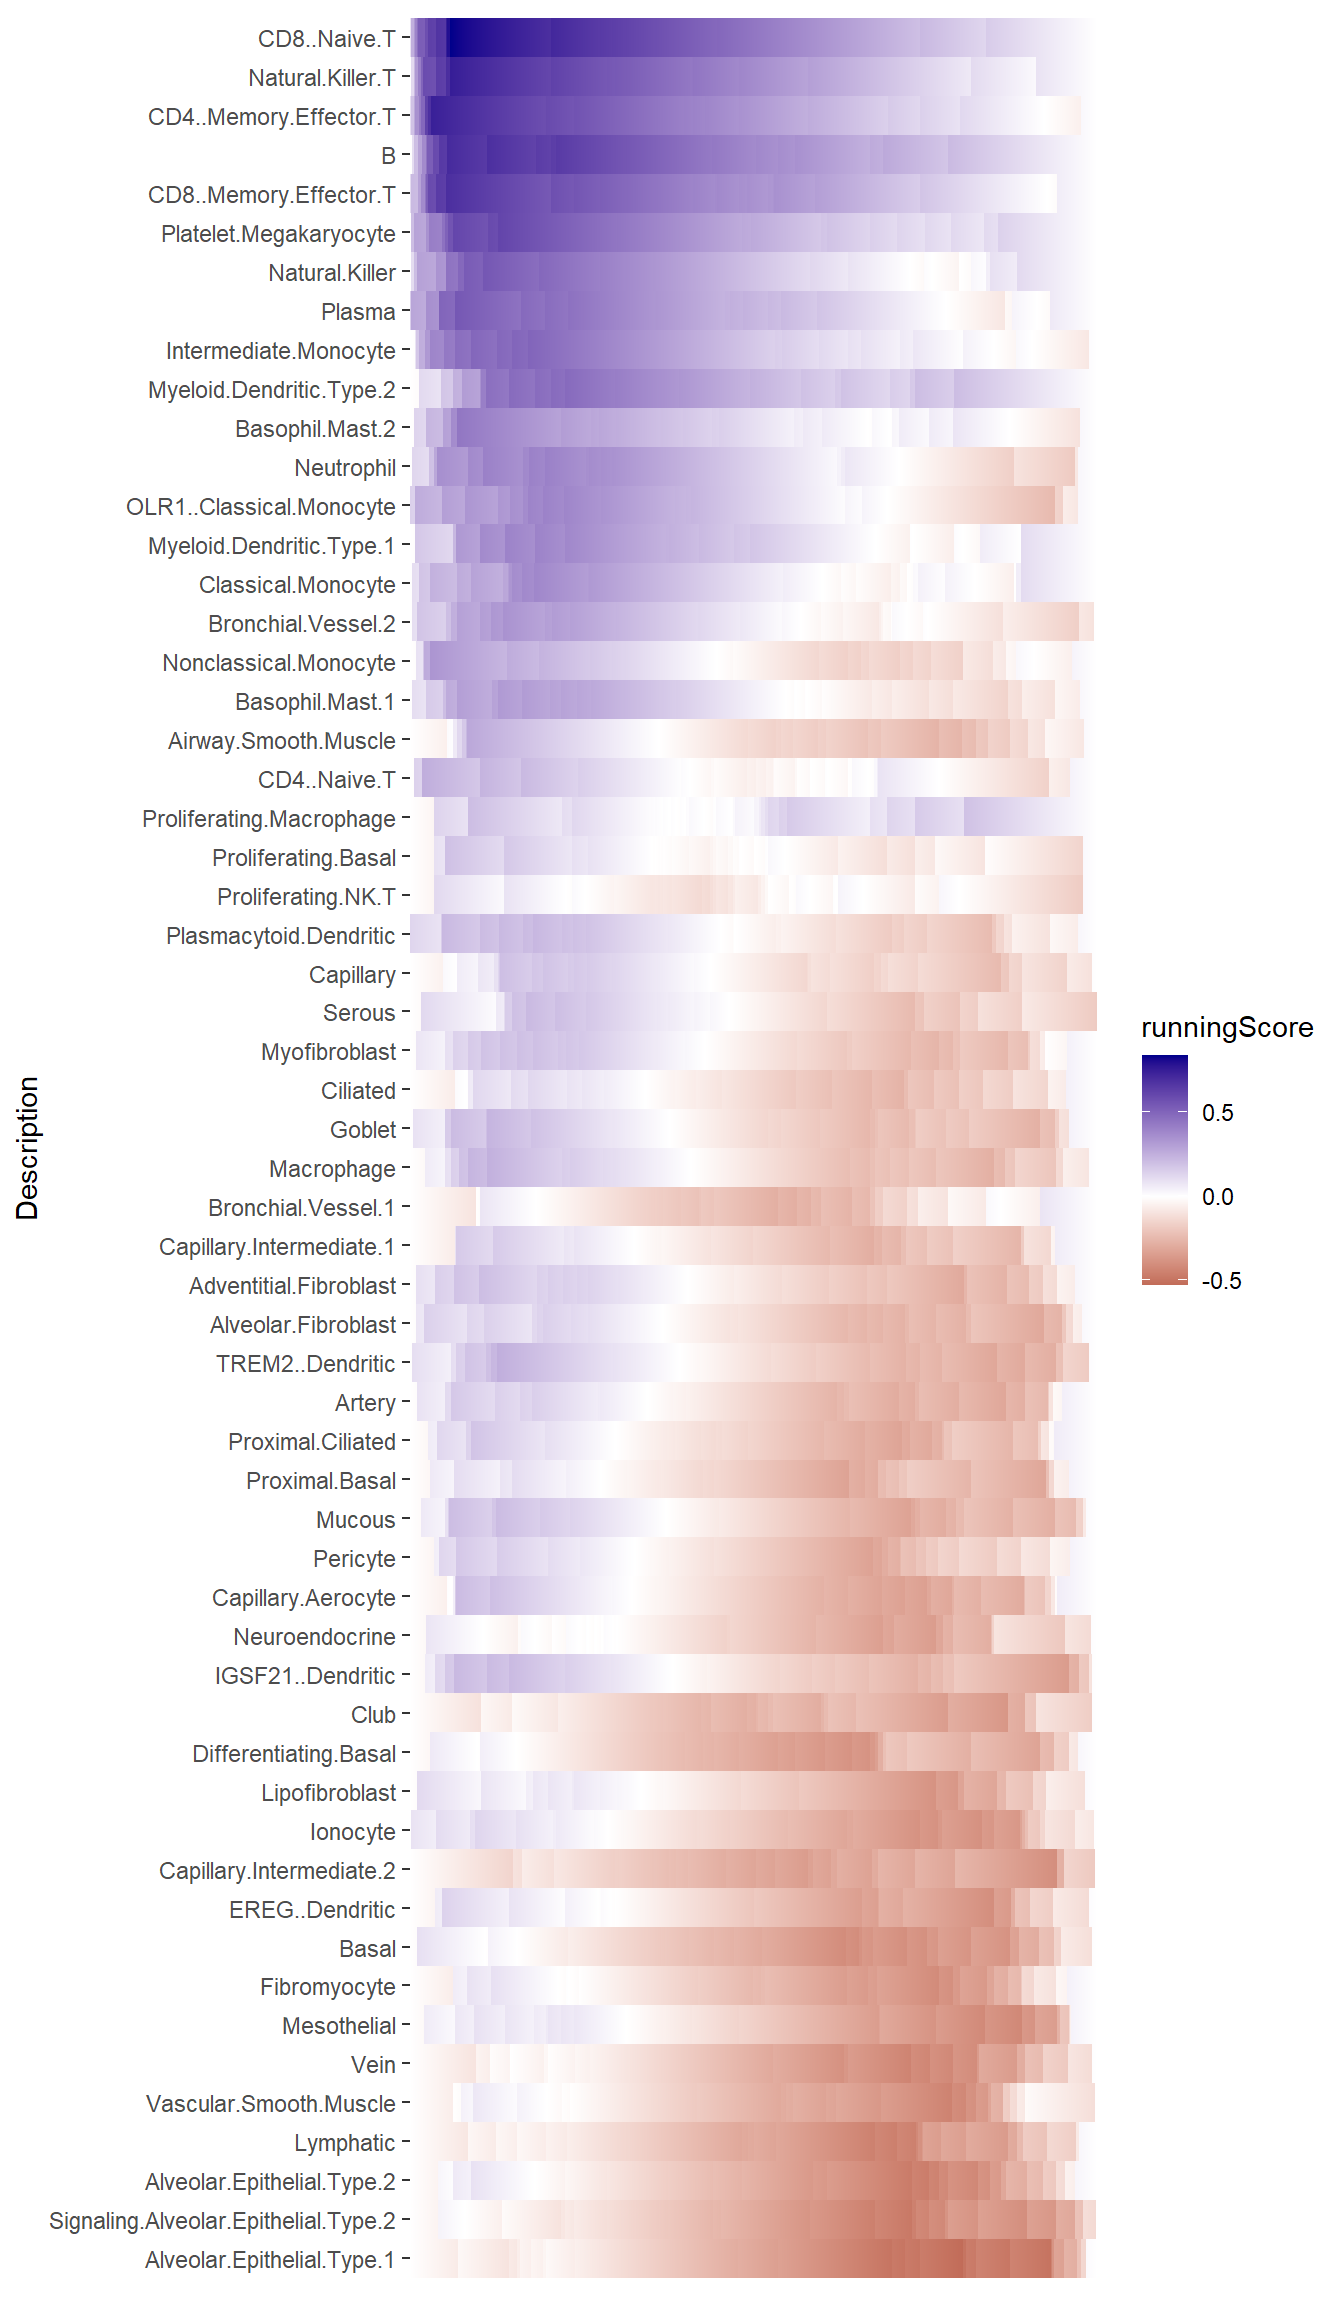 CD8..Naive.T
Natural.Killer.T
CD4..Memory.Effector.T
B
CD8..Memory.Effector.T
Platelet.Megakaryocyte
Natural.Killer
Plasma
Intermediate.Monocyte
Myeloid.Dendritic.Type.2
Basophil.Mast.2
Neutrophil
OLR1..Classical.Monocyte
Myeloid.Dendritic.Type.1
Classical.Monocyte
Bronchial.Vessel.2
Nonclassical.Monocyte
Basophil.Mast.1
Airway.Smooth.Muscle
CD4..Naive.T
Proliferating.Macrophage
Proliferating.Basal
Proliferating.NK.T
Plasmacytoid.Dendritic
Capillary
Serous
Myofibroblast
Ciliated
Goblet
Macrophage
Bronchial.Vessel.1
Capillary.Intermediate.1
Adventitial.Fibroblast
Alveolar.Fibroblast
TREM2..Dendritic
Artery
Proximal.Ciliated
Proximal.Basal
Mucous
Pericyte
Capillary.Aerocyte
Neuroendocrine
IGSF21..Dendritic
Club
Differentiating.Basal
Lipofibroblast
Ionocyte
Capillary.Intermediate.2
EREG..Dendritic
Basal
Fibromyocyte
Mesothelial
Vein
Vascular.Smooth.Muscle
Lymphatic
Alveolar.Epithelial.Type.2
Signaling.Alveolar.Epithelial.Type.2
Alveolar.Epithelial.Type.1
Description
runningScore
0.5
0.0
-0.5